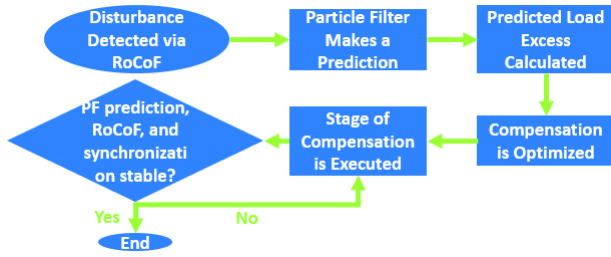 Disturbance
Detected via
RoCoF
Particle Filter
Makes a
Prediction
Predicted Load
Excess
Calculated
PF prediction,
RoCoF, and
synchronizati
on stable?
Stage of
Compensation
is Executed
Compensation
is Optimized
Yes
No
End